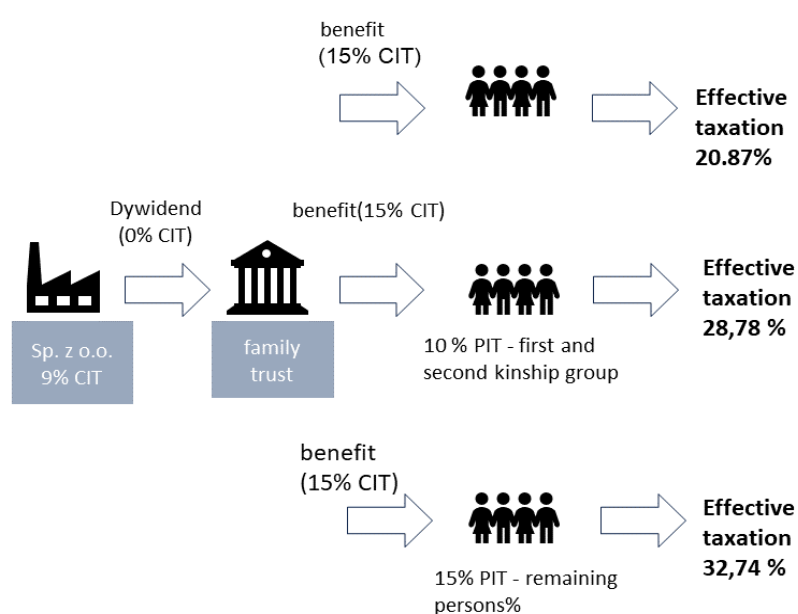 benefit
(15% CIT)
Effective
taxation
20.87%
Dywidend
(0% CIT)
benefit(15% CIT)
Sp. z o.o.
9% CIT
family
trust
10 % PIT - first and
second kinship group
Effective
taxation
28,78 %
benefit
(15% CIT)
15% PIT - remaining
persons%
Effective
taxation
32,74 %